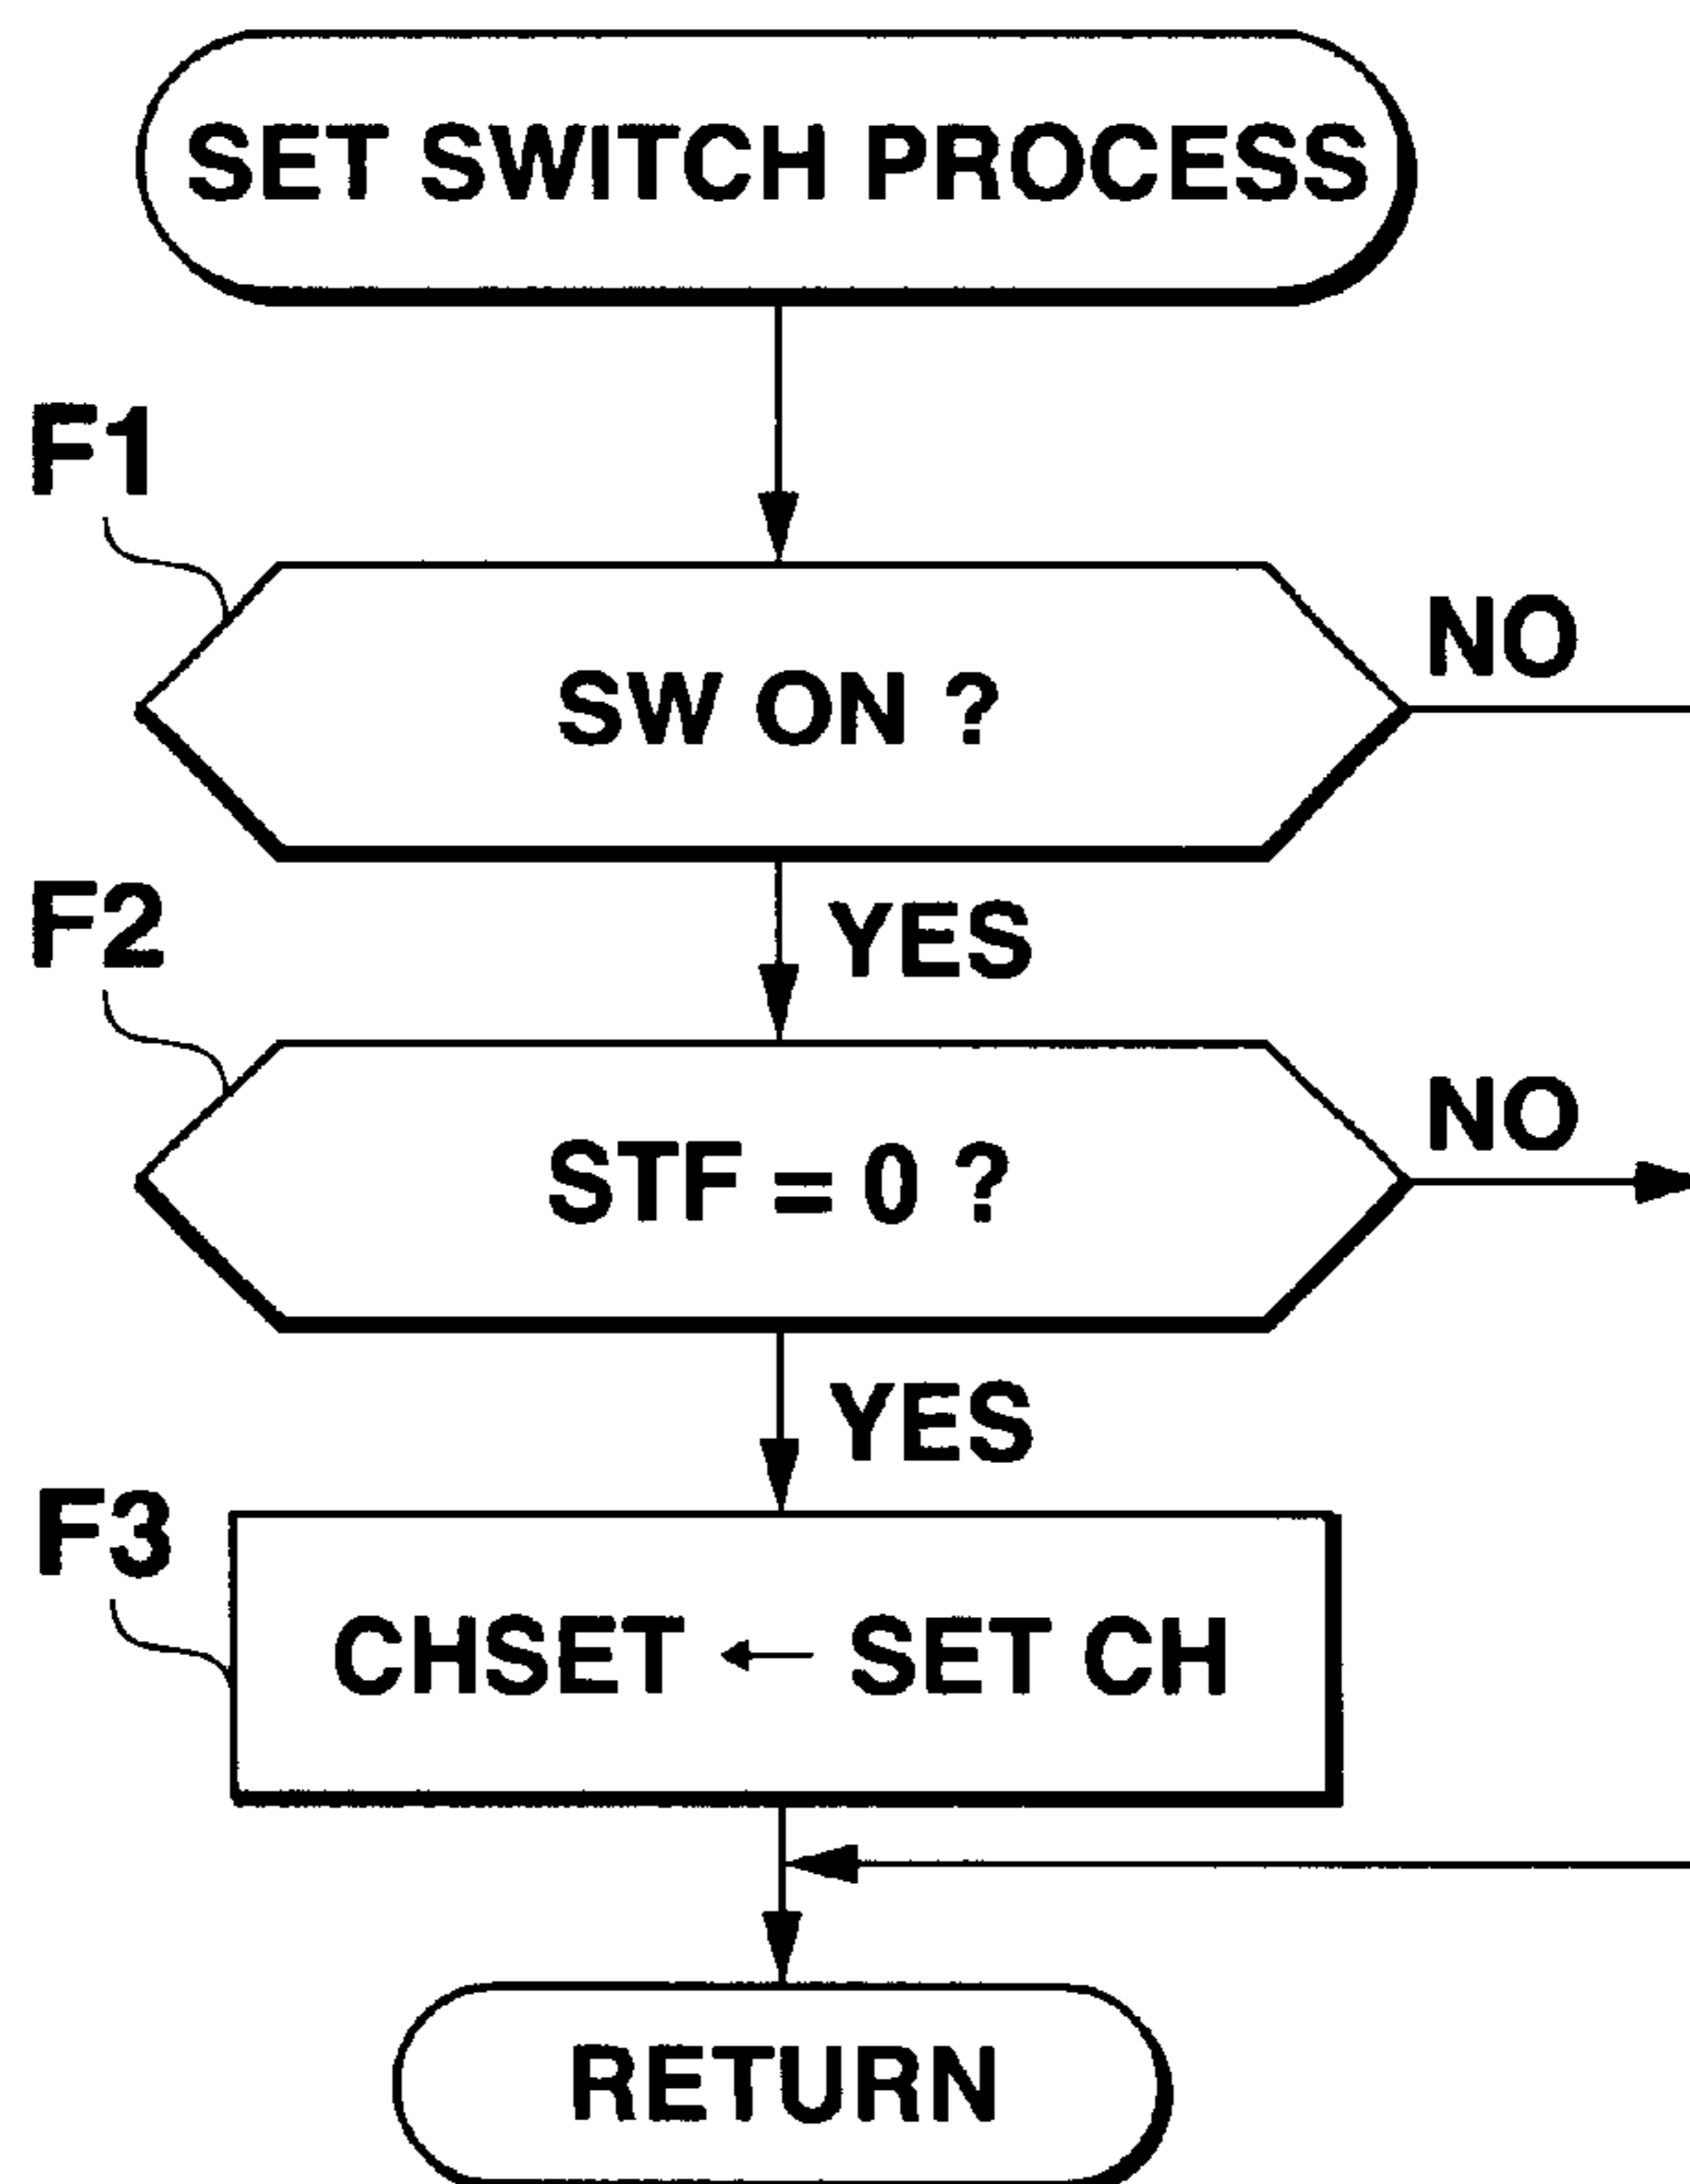 SET SWITCH PROCESS
F1
SW ON ?
NO
YES
F2
STF = 0 ?
NO
YES
F3
CHSET ← SET CH
RETURN